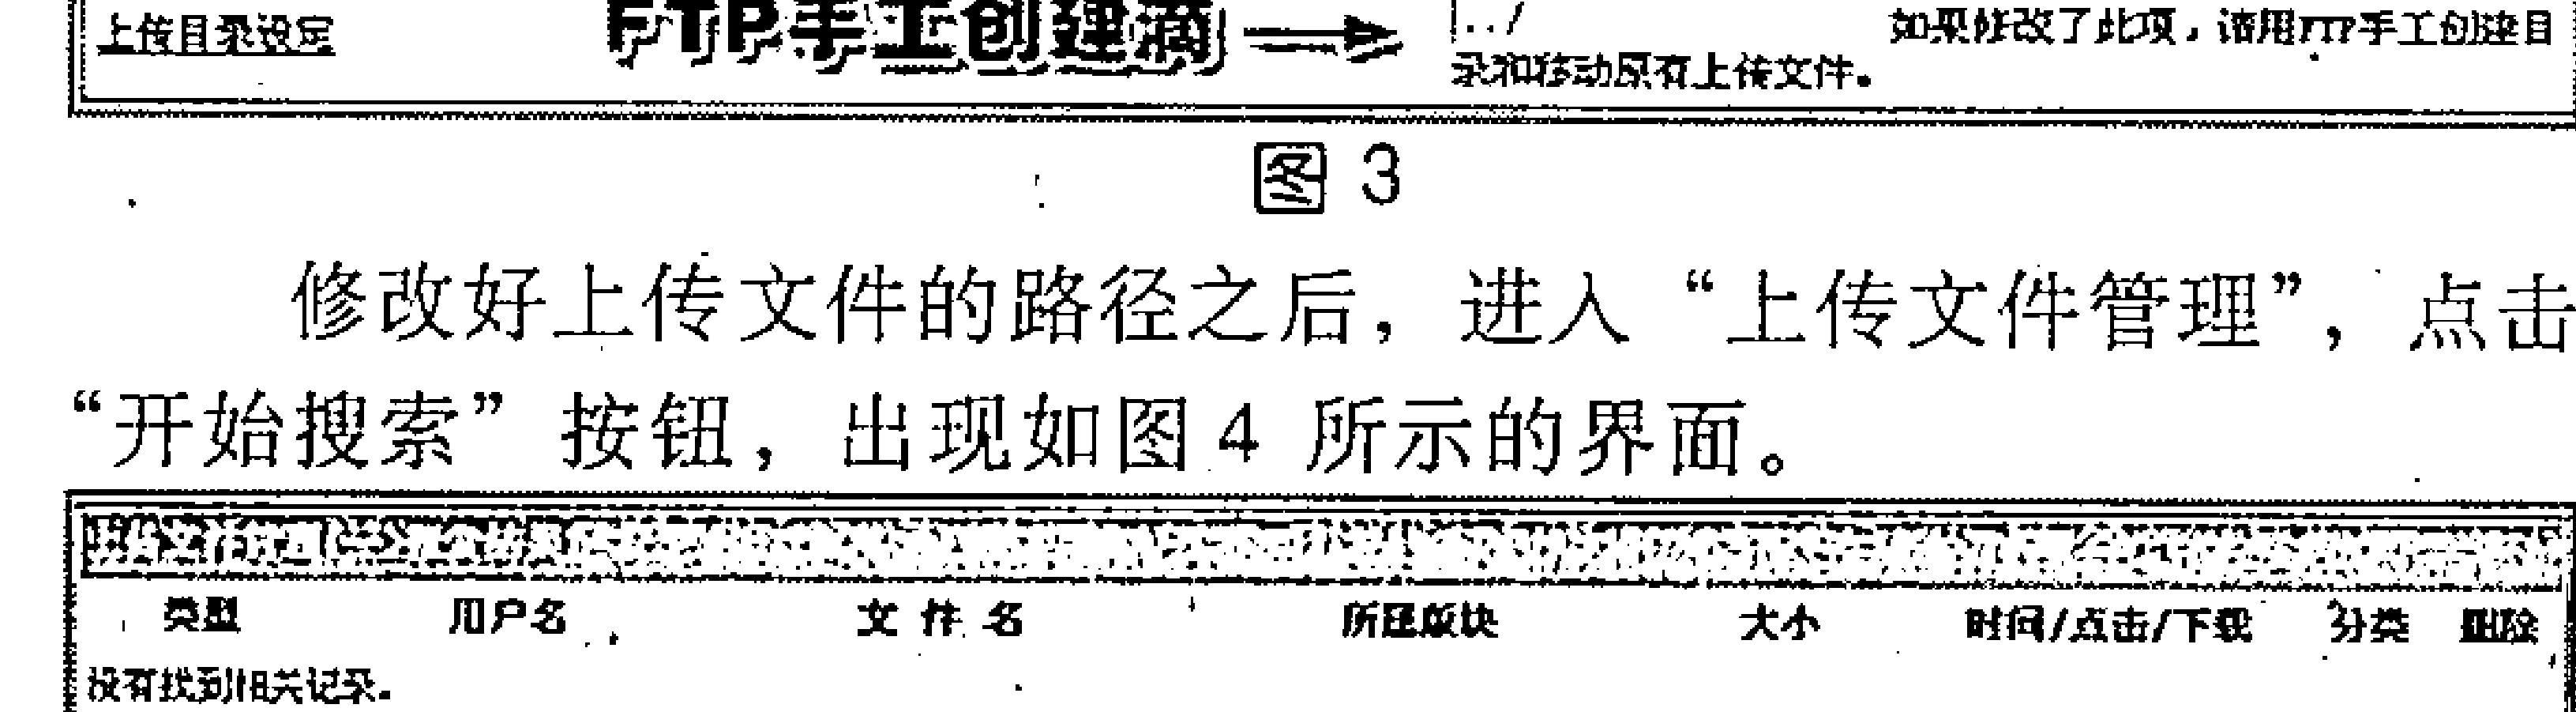 上传目录设定 FTP手工创建滴 ../ 如果修改了此项，请用FTP手工创建目
录和移动原有上传文件。
图 3
修改好上传文件的路径之后，进入“上传文件管理”，点击
“开始搜索”按钮，出现如图 4 所示的界面。
类型 用户名 文 件 名 所属版块 大小 时间/点击/下载 分类 删除
没有找到相关记录.